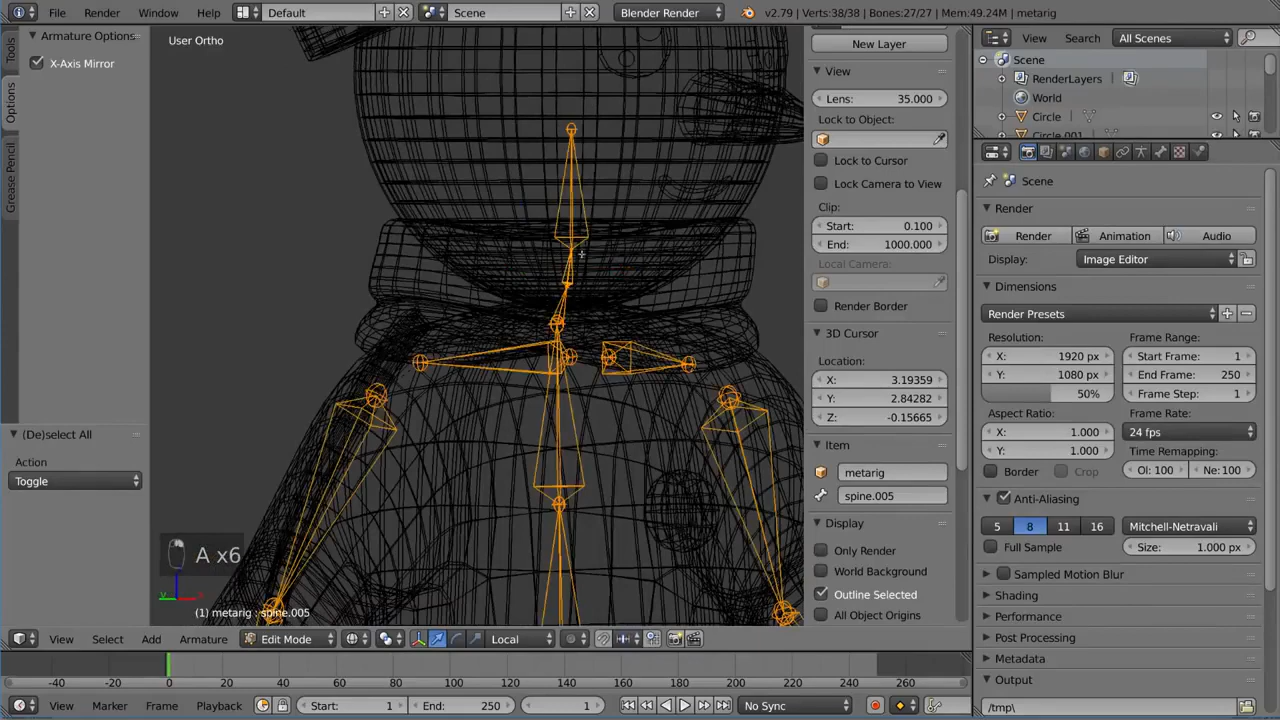 File Render Window Help Default Scene Blender Render v2.79 | Verts:38/38 | Bones:27/27 | Mem:49.24M | metarig
Tools
Options
Grease Pencil
Armature Options
X-Axis Mirror
(De)select All
Action
Toggle
User Ortho
A x6
y x
(1) metarig : spine.005
New Layer
View
Lens: 35.000
Lock to Object:
Lock to Cursor
Lock Camera to View
Clip:
Start: 0.100
End: 1000.000
Local Camera:
Render Border
3D Cursor
Location:
X: 3.19359
Y: 2.84282
Z: -0.15665
Item
metarig
spine.005
Display
Only Render
World Background
Outline Selected
All Object Origins
View Search All Scenes
Scene
RenderLayers
World
Circle
Circle.001
Scene
Render
Render Animation Audio
Display: Image Editor
Dimensions
Render Presets
Resolution: Frame Range:
X: 1920 px Start Frame: 1
Y: 1080 px End Frame: 250
50% Frame Step: 1
Aspect Ratio: Frame Rate:
X: 1.000 24 fps
Y: 1.000 Time Remapping:
Border Crop Ol: 100 Ne: 100
Anti-Aliasing
5 8 11 16 Mitchell-Netravali
Full Sample Size: 1.000 px
Sampled Motion Blur
Shading
Performance
Post Processing
Metadata
Output
/tmp\
View Select Add Armature Edit Mode Local
-40 -20 0 20 40 60 80 100 120 140 160 180 200 220 240 260
View Marker Frame Playback Start: 1 End: 250 1 No Sync